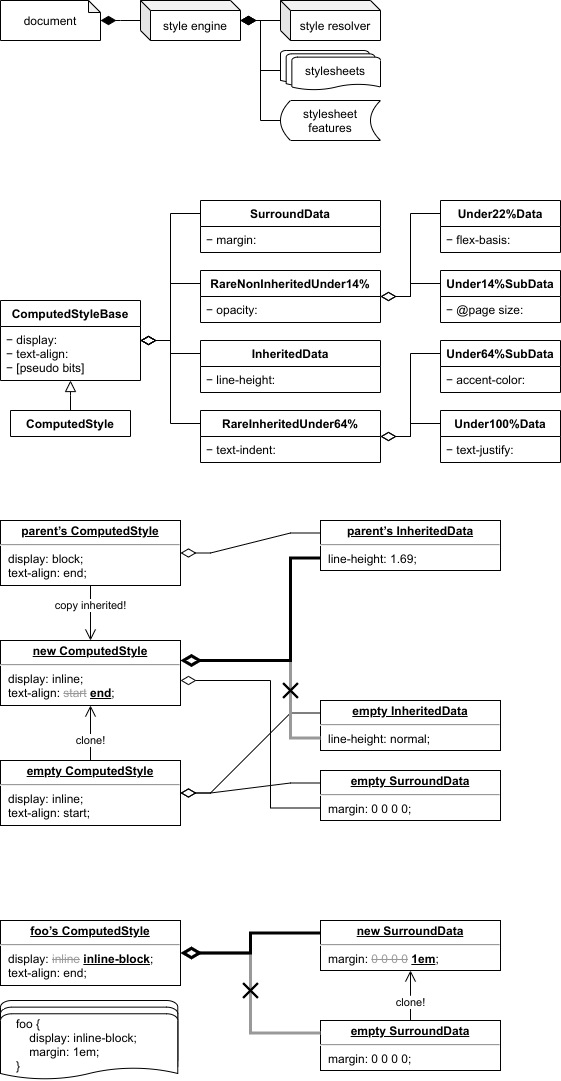 document
style engine
style resolver
stylesheets
stylesheet
features
SurroundData
− margin:
Under22%Data
− flex-basis:
RareNonInheritedUnder14%
− opacity:
Under14%SubData
− @page size:
ComputedStyleBase
− display:
− text-align:
− [pseudo bits]
InheritedData
− line-height:
Under64%SubData
− accent-color:
ComputedStyle
RareInheritedUnder64%
− text-indent:
Under100%Data
− text-justify:
parent’s ComputedStyle
display: block;
text-align: end;
parent’s InheritedData
line-height: 1.69;
copy inherited!
new ComputedStyle
display: inline;
text-align: start end;
clone!
empty InheritedData
line-height: normal;
empty ComputedStyle
display: inline;
text-align: start;
empty SurroundData
margin: 0 0 0 0;
foo’s ComputedStyle
display: inline inline-block;
text-align: end;
new SurroundData
margin: 0 0 0 0 1em;
clone!
foo {
display: inline-block;
margin: 1em;
}
empty SurroundData
margin: 0 0 0 0;